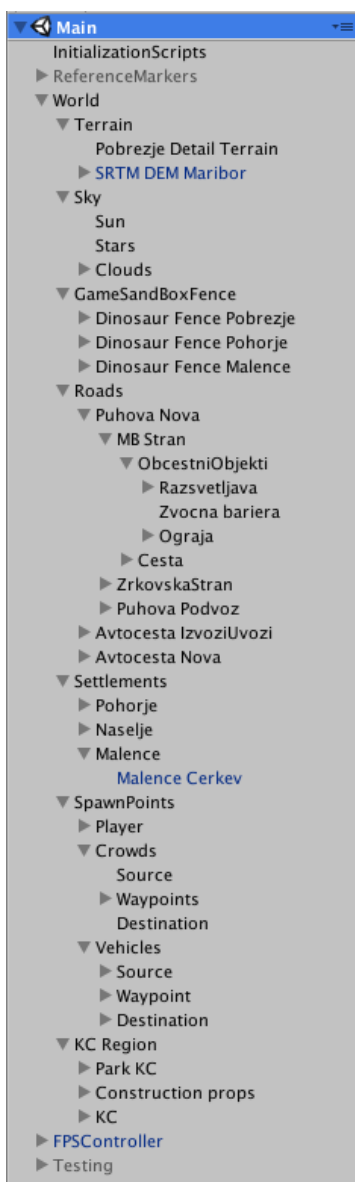 Main
InitializationScripts
ReferenceMarkers
World
Terrain
Pobrezje Detail Terrain
SRTM DEM Maribor
Sky
Sun
Stars
Clouds
GameSandBoxFence
Dinosaur Fence Pobrezje
Dinosaur Fence Pohorje
Dinosaur Fence Malence
Roads
Puhova Nova
MB Stran
ObcestniObjekti
Razsvetljava
Zvocna bariera
Ograja
Cesta
ZrkovskaStran
Puhova Podvoz
Avtocesta IzvoziUvozi
Avtocesta Nova
Settlements
Pohorje
Naselje
Malence
Malence Cerkev
SpawnPoints
Player
Crowds
Source
Waypoints
Destination
Vehicles
Source
Waypoint
Destination
KC Region
Park KC
Construction props
KC
FPSController
Testing